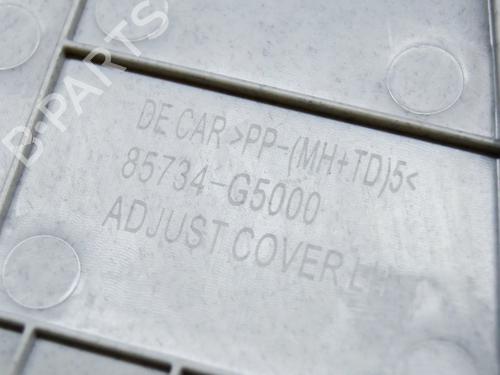 B-PARTS
DE CAR >PP-(MH+TD)5<
85734-G5000
ADJUST COVER LH